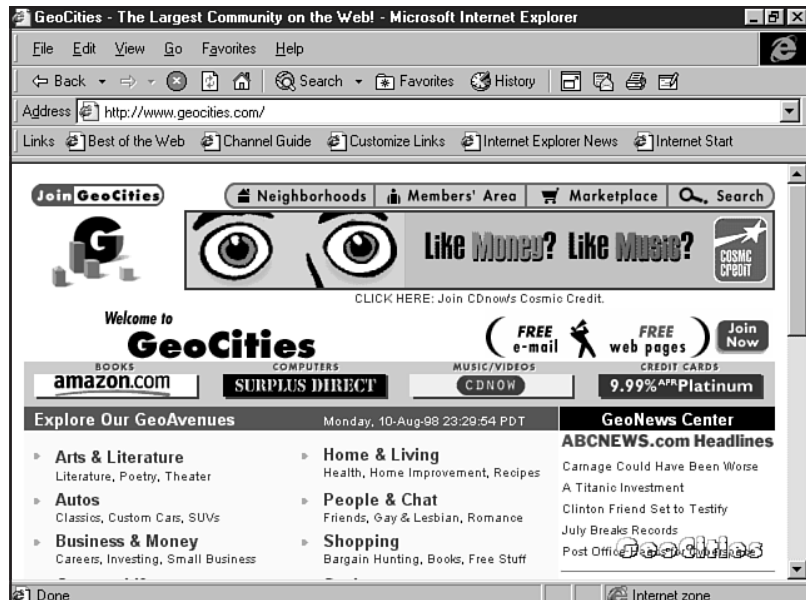 GeoCities - The Largest Community on the Web! - Microsoft Internet Explorer
File Edit View Go Favorites Help
Back Search Favorites History
Address http://www.geocities.com/
Links Best of the Web Channel Guide Customize Links Internet Explorer News Internet Start
Join GeoCities Neighborhoods Members' Area Marketplace Search
G
Like Money? Like Music? COSMIC CREDIT
CLICK HERE: Join CDnow's Cosmic Credit.
Welcome to
GeoCities
FREE e-mail FREE web pages Join Now
BOOKS COMPUTERS MUSIC/VIDEOS CREDIT CARDS
amazon.com SURPLUS DIRECT CDNOW 9.99% APR Platinum
Explore Our GeoAvenues Monday, 10-Aug-98 23:29:54 PDT
Arts & Literature
Literature, Poetry, Theater
Autos
Classics, Custom Cars, SUVs
Business & Money
Careers, Investing, Small Business
Home & Living
Health, Home Improvement, Recipes
People & Chat
Friends, Gay & Lesbian, Romance
Shopping
Bargain Hunting, Books, Free Stuff
GeoNews Center
ABCNEWS.com Headlines
Carnage Could Have Been Worse
A Titanic Investment
Clinton Friend Set to Testify
July Breaks Records
Post Office
GeoCities
Done Internet zone